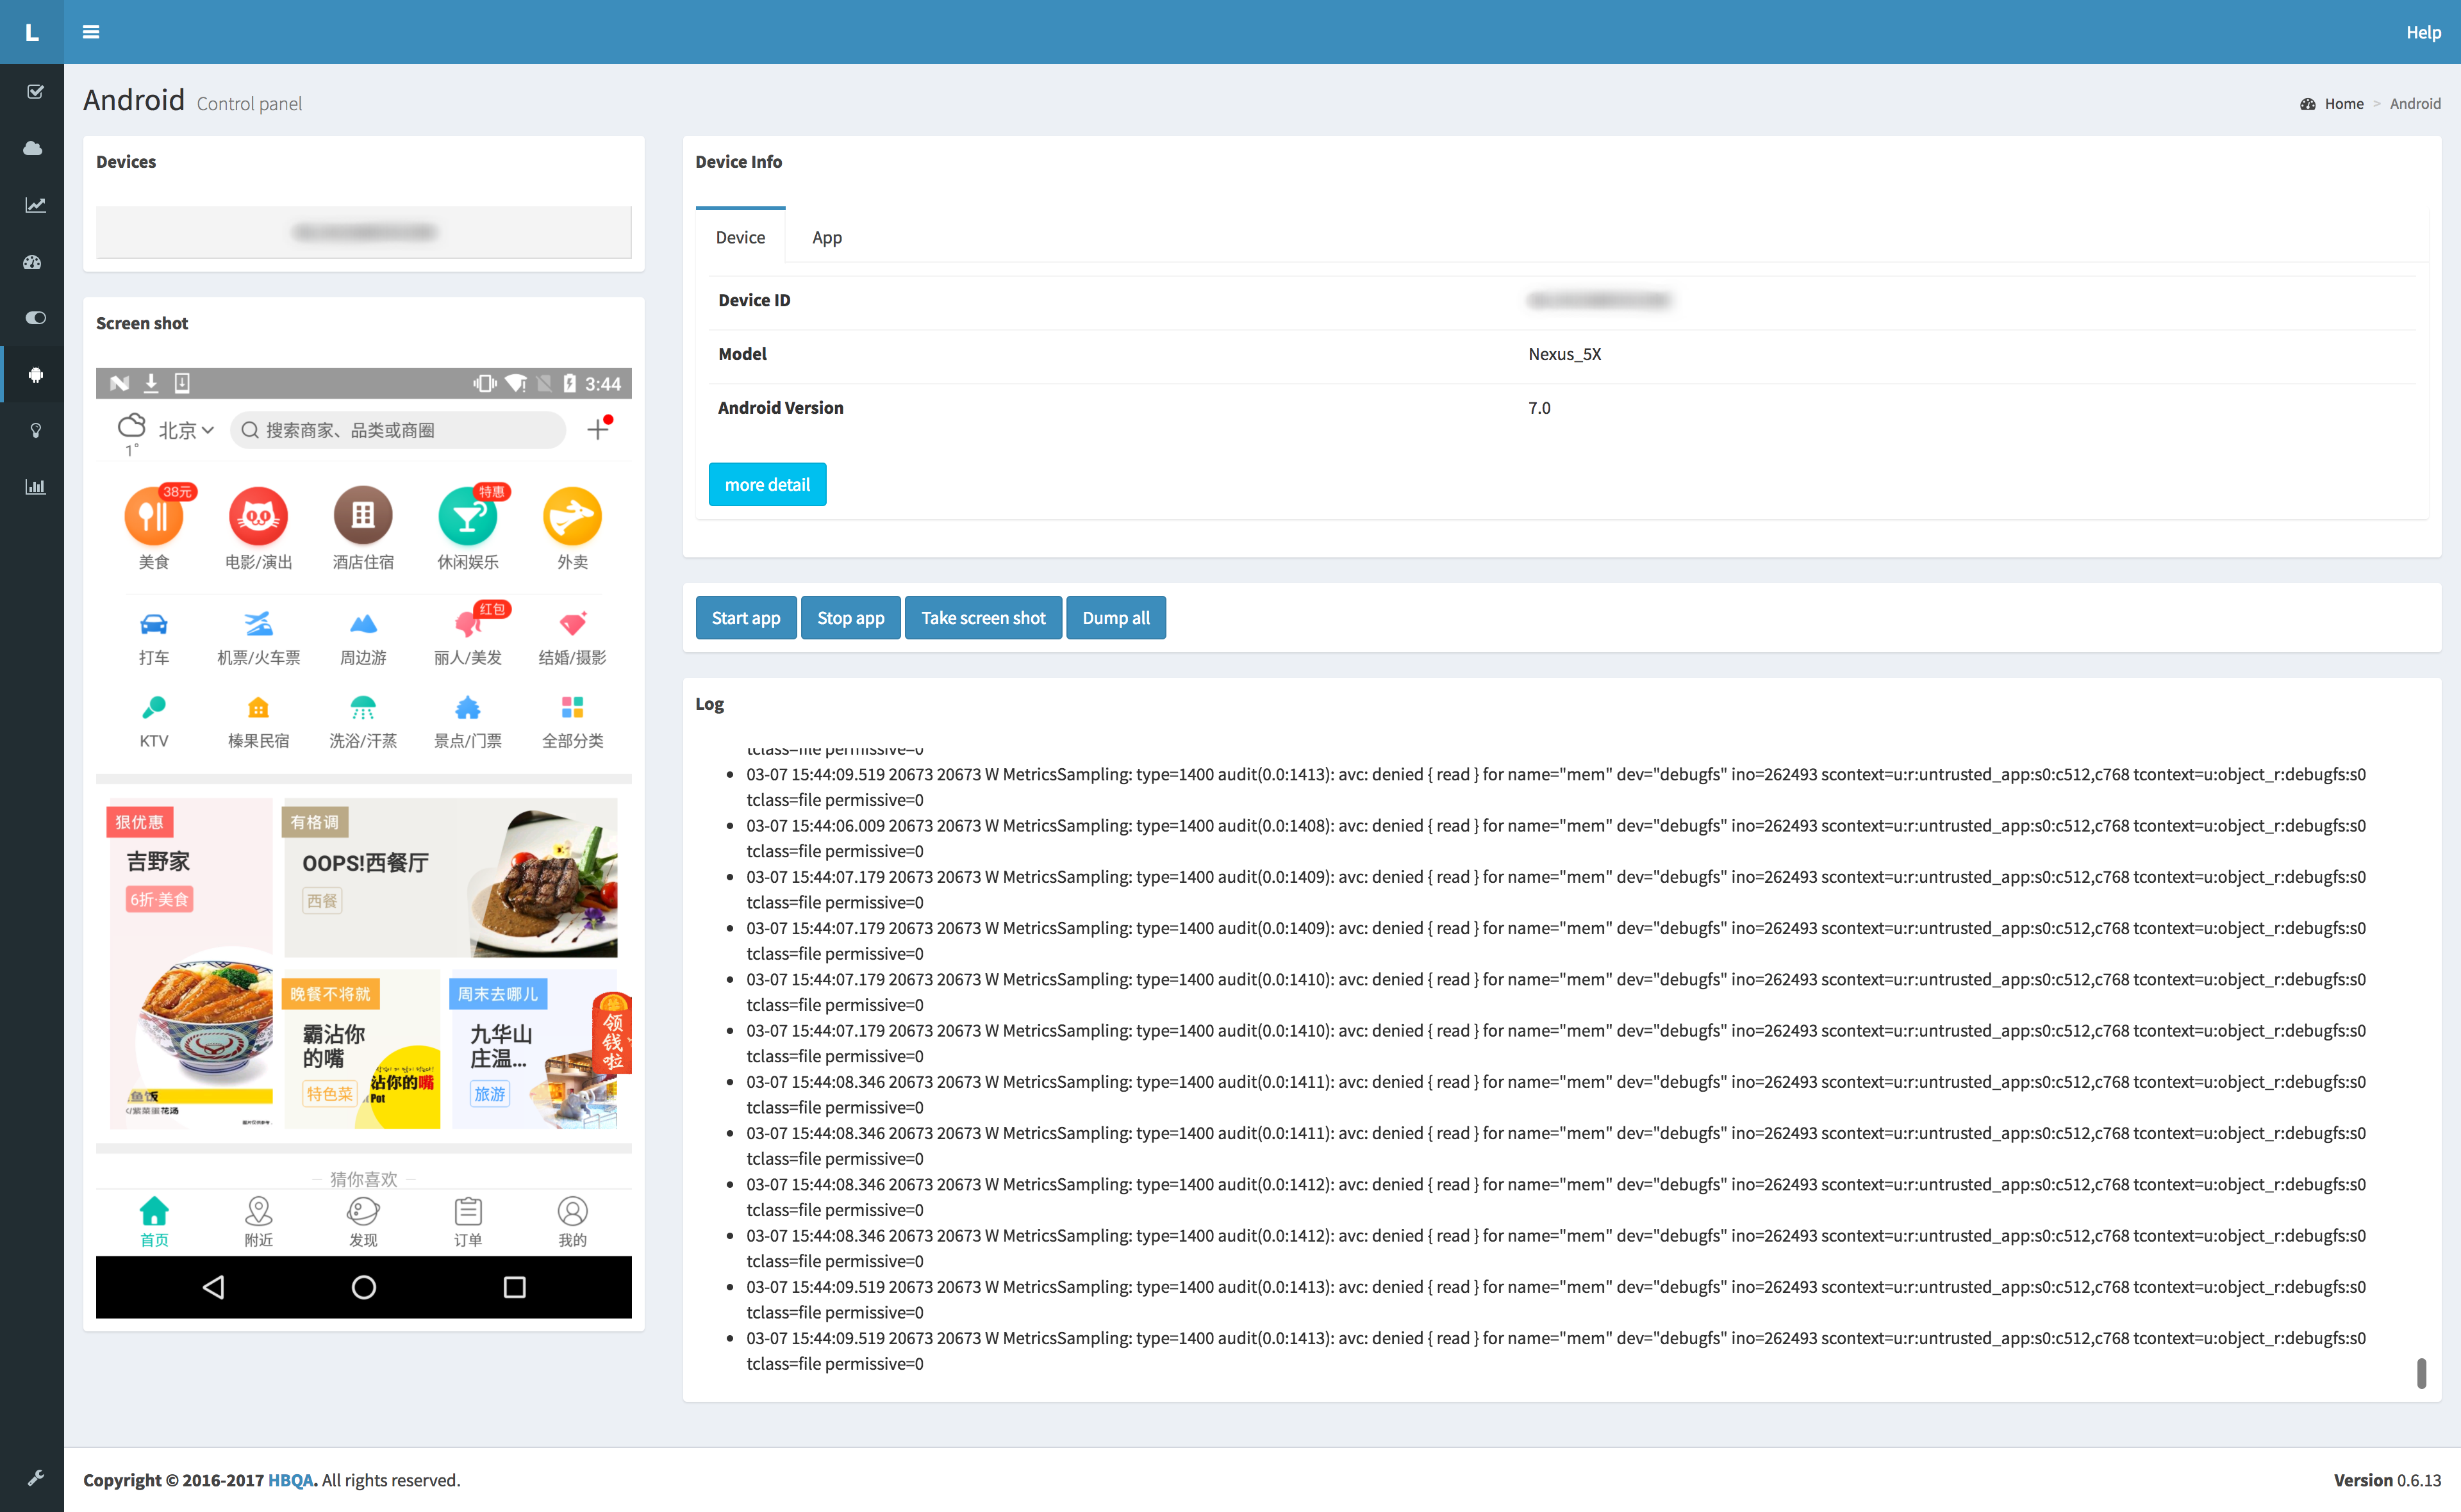 L
Help
Android Control panel
Home > Android
Devices
Screen shot
3:44
北京
1°
搜索商家、品类或商圈
38元
特惠
美食
电影/演出
酒店住宿
休闲娱乐
外卖
红包
打车
机票/火车票
周边游
丽人/美发
结婚/摄影
KTV
榛果民宿
洗浴/汗蒸
景点/门票
全部分类
狠优惠
吉野家
6折·美食
鱼饭
有格调
OOPS!西餐厅
西餐
晚餐不将就
霸沾你
的嘴
特色菜
沾你的嘴
Pot
周末去哪儿
九华山
庄温...
旅游
领钱啦
猜你喜欢
首页
附近
发现
订单
我的
Device Info
Device
App
Device ID
Model Nexus_5X
Android Version 7.0
more detail
Start app
Stop app
Take screen shot
Dump all
Log
tclass=file permissive=0
03-07 15:44:09.519 20673 20673 W MetricsSampling: type=1400 audit(0.0:1413): avc: denied { read } for name="mem" dev="debugfs" ino=262493 scontext=u:r:untrusted_app:s0:c512,c768 tcontext=u:object_r:debugfs:s0
tclass=file permissive=0
03-07 15:44:06.009 20673 20673 W MetricsSampling: type=1400 audit(0.0:1408): avc: denied { read } for name="mem" dev="debugfs" ino=262493 scontext=u:r:untrusted_app:s0:c512,c768 tcontext=u:object_r:debugfs:s0
tclass=file permissive=0
03-07 15:44:07.179 20673 20673 W MetricsSampling: type=1400 audit(0.0:1409): avc: denied { read } for name="mem" dev="debugfs" ino=262493 scontext=u:r:untrusted_app:s0:c512,c768 tcontext=u:object_r:debugfs:s0
tclass=file permissive=0
03-07 15:44:07.179 20673 20673 W MetricsSampling: type=1400 audit(0.0:1409): avc: denied { read } for name="mem" dev="debugfs" ino=262493 scontext=u:r:untrusted_app:s0:c512,c768 tcontext=u:object_r:debugfs:s0
tclass=file permissive=0
03-07 15:44:07.179 20673 20673 W MetricsSampling: type=1400 audit(0.0:1410): avc: denied { read } for name="mem" dev="debugfs" ino=262493 scontext=u:r:untrusted_app:s0:c512,c768 tcontext=u:object_r:debugfs:s0
tclass=file permissive=0
03-07 15:44:07.179 20673 20673 W MetricsSampling: type=1400 audit(0.0:1410): avc: denied { read } for name="mem" dev="debugfs" ino=262493 scontext=u:r:untrusted_app:s0:c512,c768 tcontext=u:object_r:debugfs:s0
tclass=file permissive=0
03-07 15:44:08.346 20673 20673 W MetricsSampling: type=1400 audit(0.0:1411): avc: denied { read } for name="mem" dev="debugfs" ino=262493 scontext=u:r:untrusted_app:s0:c512,c768 tcontext=u:object_r:debugfs:s0
tclass=file permissive=0
03-07 15:44:08.346 20673 20673 W MetricsSampling: type=1400 audit(0.0:1411): avc: denied { read } for name="mem" dev="debugfs" ino=262493 scontext=u:r:untrusted_app:s0:c512,c768 tcontext=u:object_r:debugfs:s0
tclass=file permissive=0
03-07 15:44:08.346 20673 20673 W MetricsSampling: type=1400 audit(0.0:1412): avc: denied { read } for name="mem" dev="debugfs" ino=262493 scontext=u:r:untrusted_app:s0:c512,c768 tcontext=u:object_r:debugfs:s0
tclass=file permissive=0
03-07 15:44:08.346 20673 20673 W MetricsSampling: type=1400 audit(0.0:1412): avc: denied { read } for name="mem" dev="debugfs" ino=262493 scontext=u:r:untrusted_app:s0:c512,c768 tcontext=u:object_r:debugfs:s0
tclass=file permissive=0
03-07 15:44:09.519 20673 20673 W MetricsSampling: type=1400 audit(0.0:1413): avc: denied { read } for name="mem" dev="debugfs" ino=262493 scontext=u:r:untrusted_app:s0:c512,c768 tcontext=u:object_r:debugfs:s0
tclass=file permissive=0
03-07 15:44:09.519 20673 20673 W MetricsSampling: type=1400 audit(0.0:1413): avc: denied { read } for name="mem" dev="debugfs" ino=262493 scontext=u:r:untrusted_app:s0:c512,c768 tcontext=u:object_r:debugfs:s0
tclass=file permissive=0
Copyright © 2016-2017 HBQA. All rights reserved.
Version 0.6.13